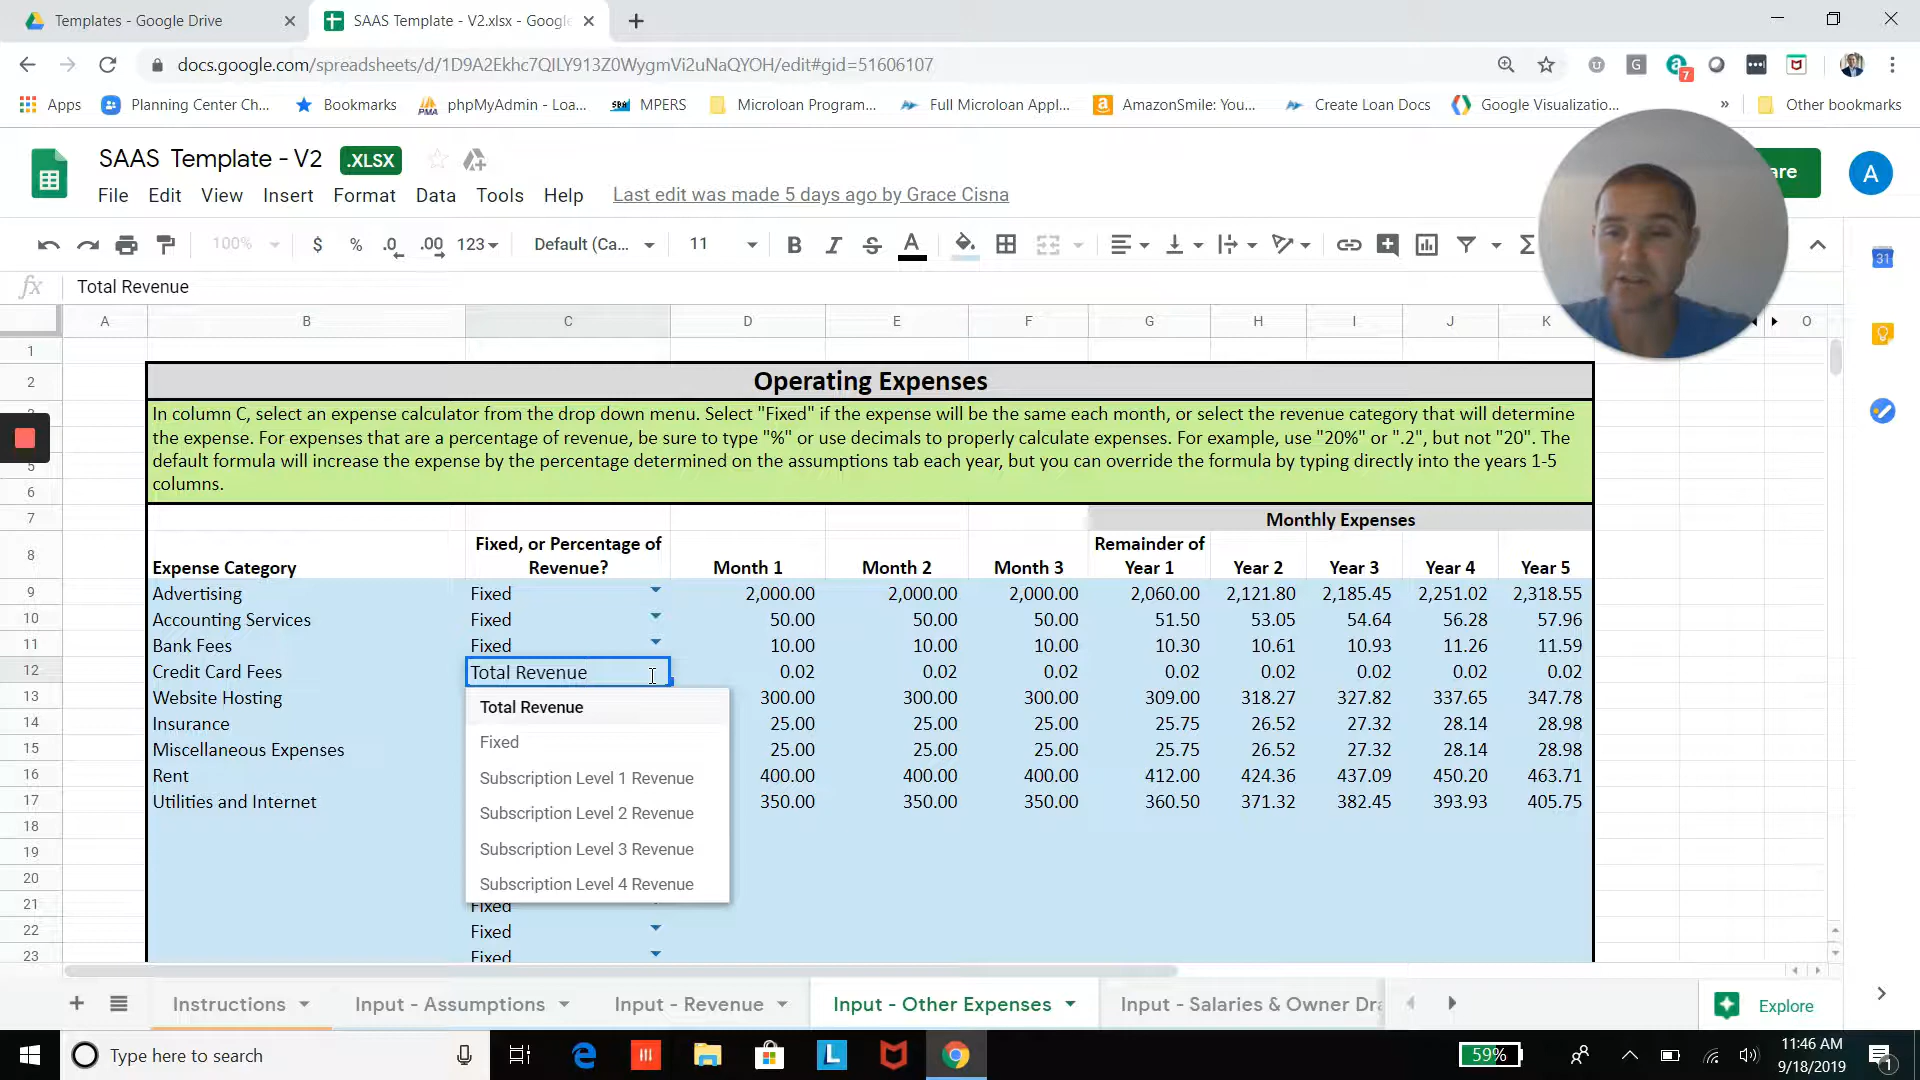 Templates - Google Drive
SAAS Template - V2.xlsx - Google
docs.google.com/spreadsheets/d/1D9A2Ekhc7QILY913Z0WygmVi2uNaQYOH/edit#gid=51606107
7
Apps Planning Center Ch... Bookmarks phpMyAdmin - Loa... MPERS Microloan Program... Full Microloan Appl... AmazonSmile: You... Create Loan Docs Google Visualizatio... » Other bookmarks
SAAS Template - V2 .XLSX
File Edit View Insert Format Data Tools Help Last edit was made 5 days ago by Grace Cisna
A
100% $ % .0 .00 123 Default (Ca... 11 B I S A Σ
31
fx Total Revenue
A B C D E F G H I J K O
1
2 Operating Expenses
In column C, select an expense calculator from the drop down menu. Select "Fixed" if the expense will be the same each month, or select the revenue category that will determine
the expense. For expenses that are a percentage of revenue, be sure to type "%" or use decimals to properly calculate expenses. For example, use "20%" or ".2", but not "20". The
5 default formula will increase the expense by the percentage determined on the assumptions tab each year, but you can override the formula by typing directly into the years 1-5
6 columns.
7 Monthly Expenses
8 Expense Category Fixed, or Percentage of Revenue? Month 1 Month 2 Month 3 Remainder of Year 1 Year 2 Year 3 Year 4 Year 5
9 Advertising Fixed 2,000.00 2,000.00 2,000.00 2,060.00 2,121.80 2,185.45 2,251.02 2,318.55
10 Accounting Services Fixed 50.00 50.00 50.00 51.50 53.05 54.64 56.28 57.96
11 Bank Fees Fixed 10.00 10.00 10.00 10.30 10.61 10.93 11.26 11.59
12 Credit Card Fees Total Revenue 0.02 0.02 0.02 0.02 0.02 0.02 0.02 0.02
13 Website Hosting 300.00 300.00 300.00 309.00 318.27 327.82 337.65 347.78
14 Insurance 25.00 25.00 25.00 25.75 26.52 27.32 28.14 28.98
15 Miscellaneous Expenses 25.00 25.00 25.00 25.75 26.52 27.32 28.14 28.98
16 Rent 400.00 400.00 400.00 412.00 424.36 437.09 450.20 463.71
17 Utilities and Internet 350.00 350.00 350.00 360.50 371.32 382.45 393.93 405.75
Total Revenue
Fixed
Subscription Level 1 Revenue
Subscription Level 2 Revenue
Subscription Level 3 Revenue
Subscription Level 4 Revenue
18
19
20
21 Fixed
22 Fixed
23 Fixed
Instructions Input - Assumptions Input - Revenue Input - Other Expenses Input - Salaries & Owner Dra
Explore
Type here to search
59%
11:46 AM
9/18/2019
1